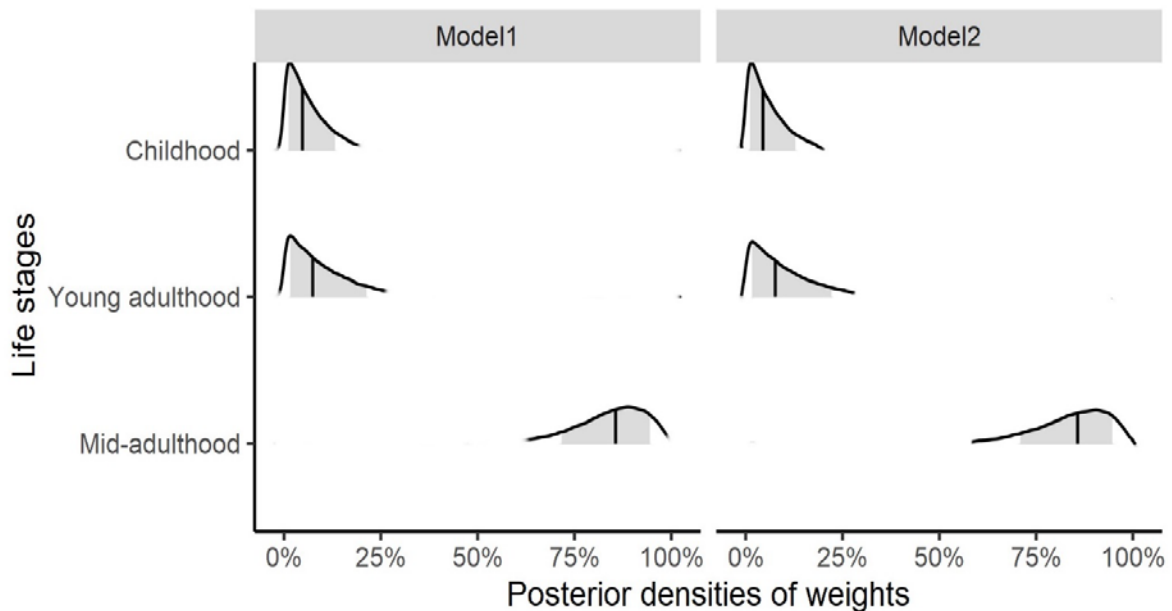 Model1 Model2
Life stages
Childhood
Young adulthood
Mid-adulthood
0% 25% 50% 75% 100% 0% 25% 50% 75% 100%
Posterior densities of weights